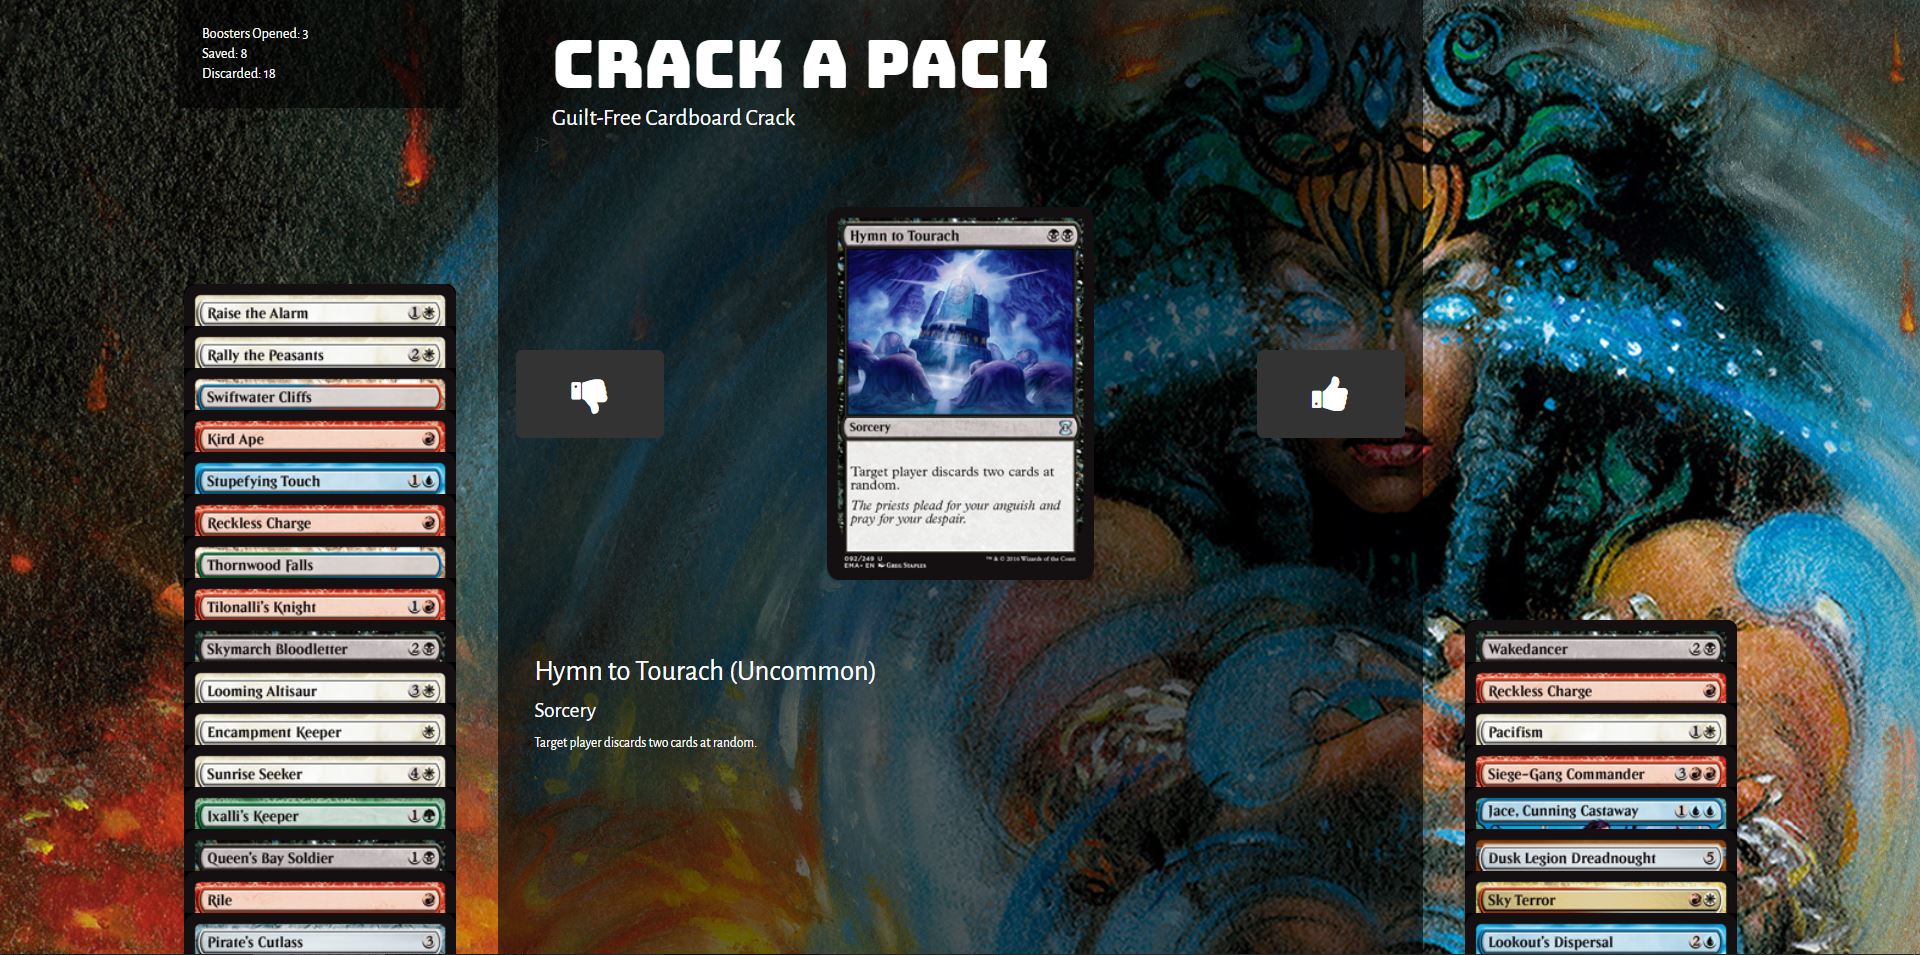 Boosters Opened: 3
Saved: 8
Discarded: 18
CRACK A PACK
Guilt-Free Cardboard Crack
}>
Raise the Alarm 1
Rally the Peasants 2
Swiftwater Cliffs
Kird Ape
Stupefying Touch 1
Reckless Charge
Thornwood Falls
Tilonalli's Knight 1
Skymarch Bloodletter 2
Looming Altisaur 3
Encampment Keeper
Sunrise Seeker 4
Ixalli's Keeper 1
Queen's Bay Soldier 1
Rile
Pirate's Cutlass 3
Hymn to Tourach
Sorcery
Target player discards two cards at
random.
The priests plead for your anguish and
pray for your despair.
092/249 U
EMA • EN Greg Staples
™ & © 2016 Wizards of the Coast
Hymn to Tourach (Uncommon)
Sorcery
Target player discards two cards at random.
Wakedancer 2
Reckless Charge
Pacifism 1
Siege-Gang Commander 3
Jace, Cunning Castaway 1
Dusk Legion Dreadnought 5
Sky Terror
Lookout's Dispersal 2